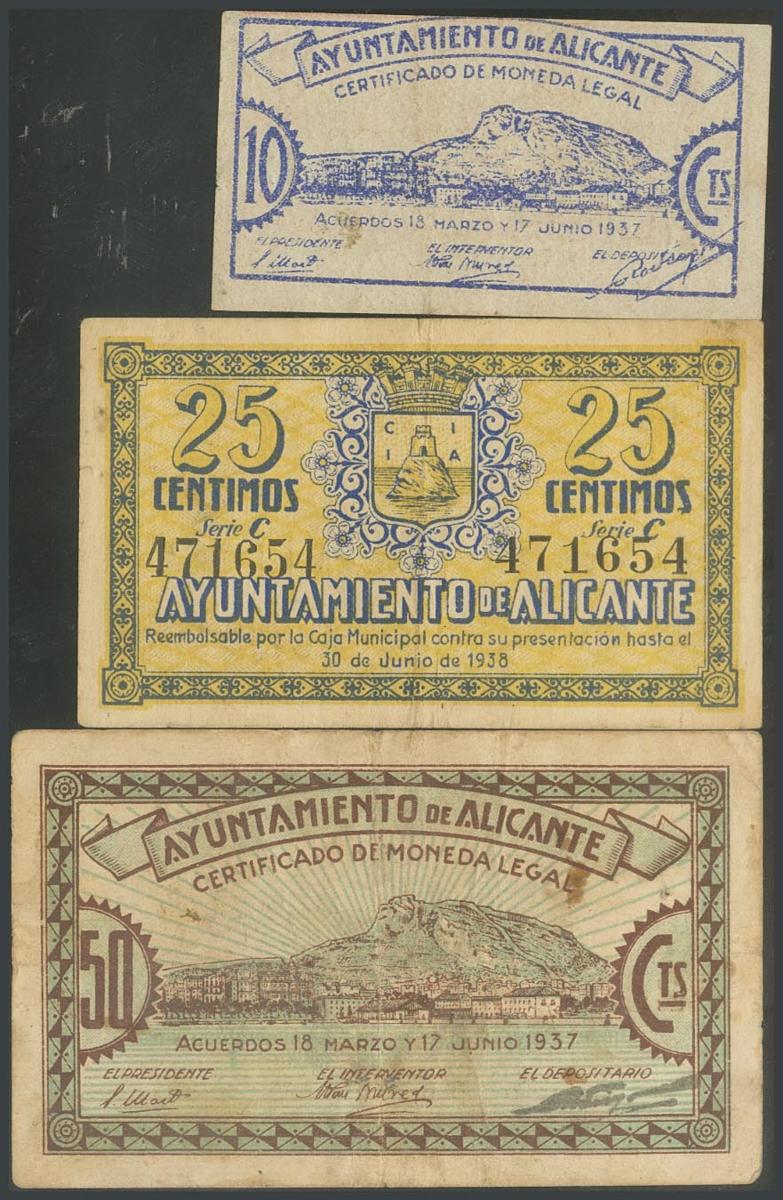 AYUNTAMIENTO DE ALICANTE
CERTIFICADO DE MONEDA LEGAL
10 CTS
ACUERDOS 18 MARZO Y 17 JUNIO 1937
EL PRESIDENTE EL INTERVENTOR EL DEPOSIT
25 25
CENTIMOS CENTIMOS
C I
I A
Serie C Serie C
471654 471654
AYUNTAMIENTO DE ALICANTE
Reembolsable por la Caja Municipal contra su presentación hasta el
30 de Junio de 1938
AYUNTAMIENTO DE ALICANTE
CERTIFICADO DE MONEDA LEGAL
50 CTS
ACUERDOS 18 MARZO Y 17 JUNIO 1937
EL PRESIDENTE EL INTERVENTOR EL DEPOSITARIO